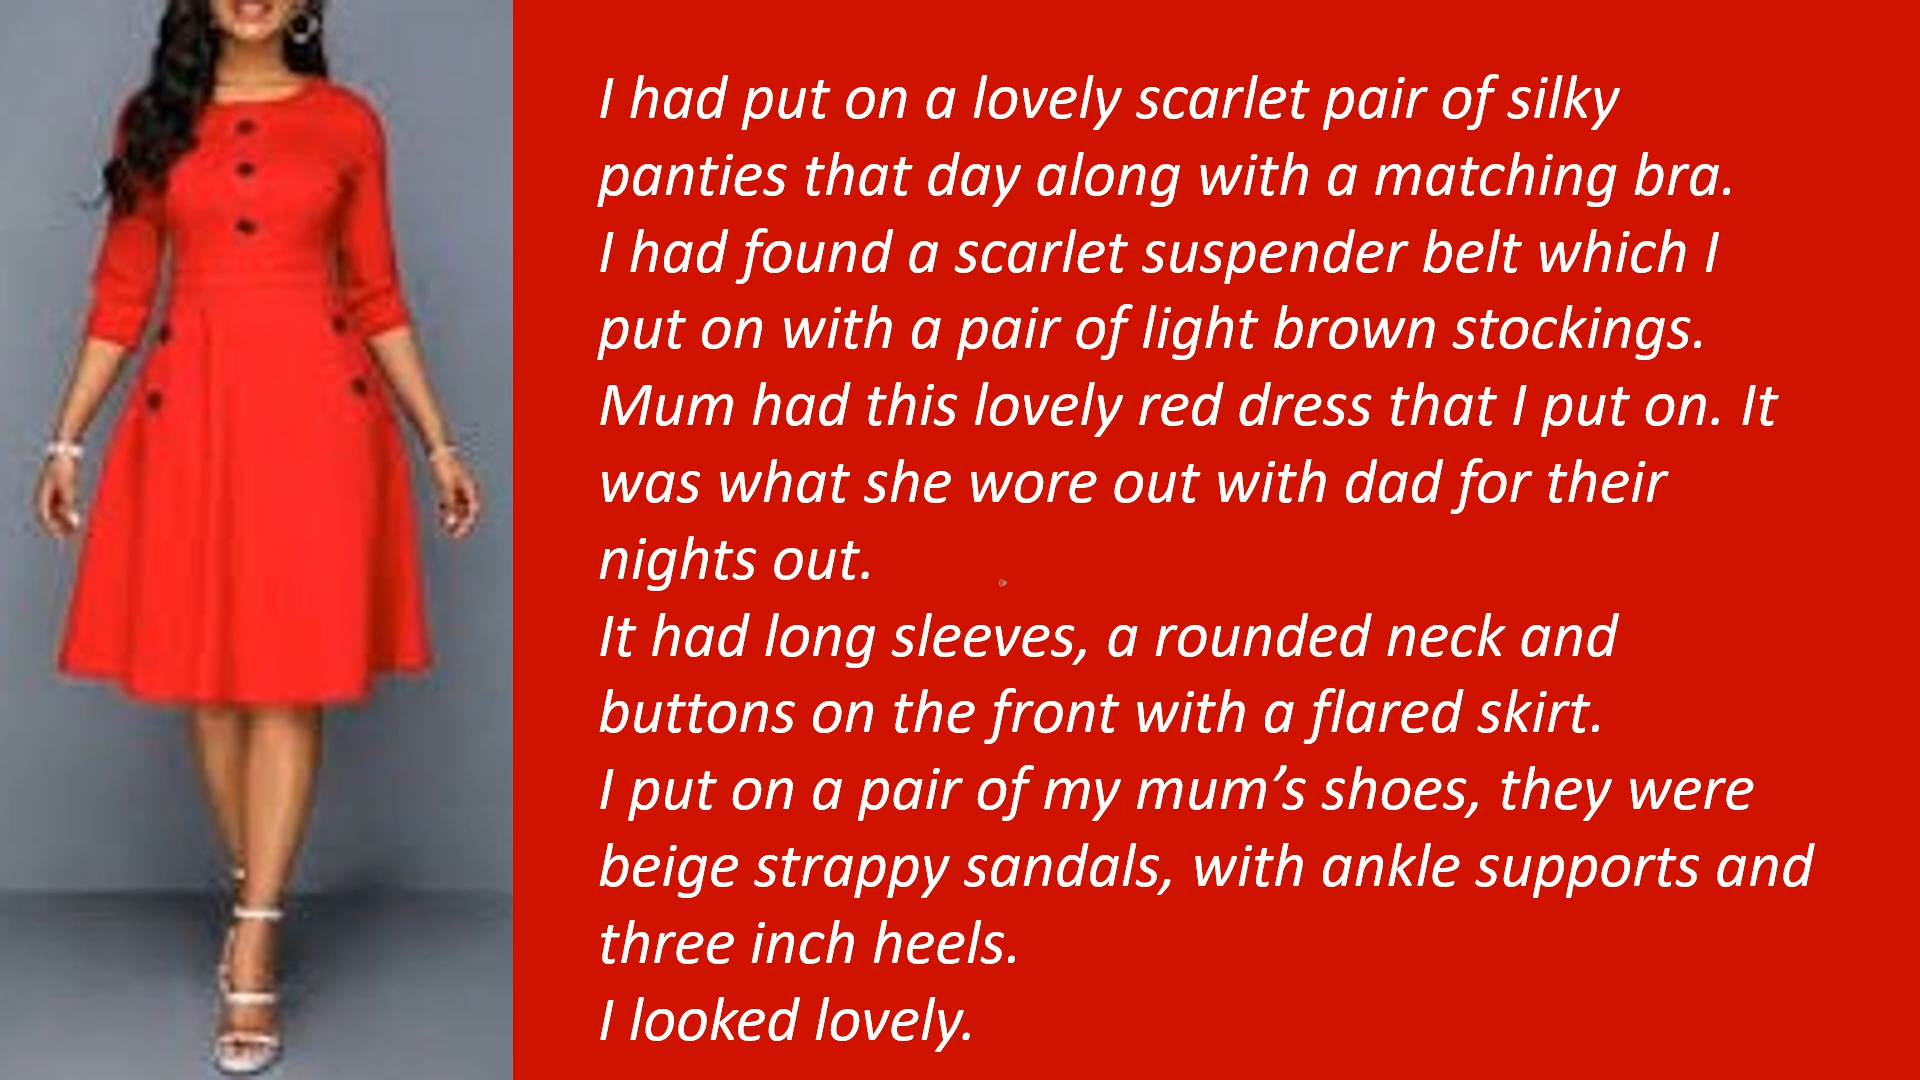 I had put on a lovely scarlet pair of silky
panties that day along with a matching bra.
I had found a scarlet suspender belt which I
put on with a pair of light brown stockings.
Mum had this lovely red dress that I put on. It
was what she wore out with dad for their
nights out.
It had long sleeves, a rounded neck and
buttons on the front with a flared skirt.
I put on a pair of my mum’s shoes, they were
beige strappy sandals, with ankle supports and
three inch heels.
I looked lovely.